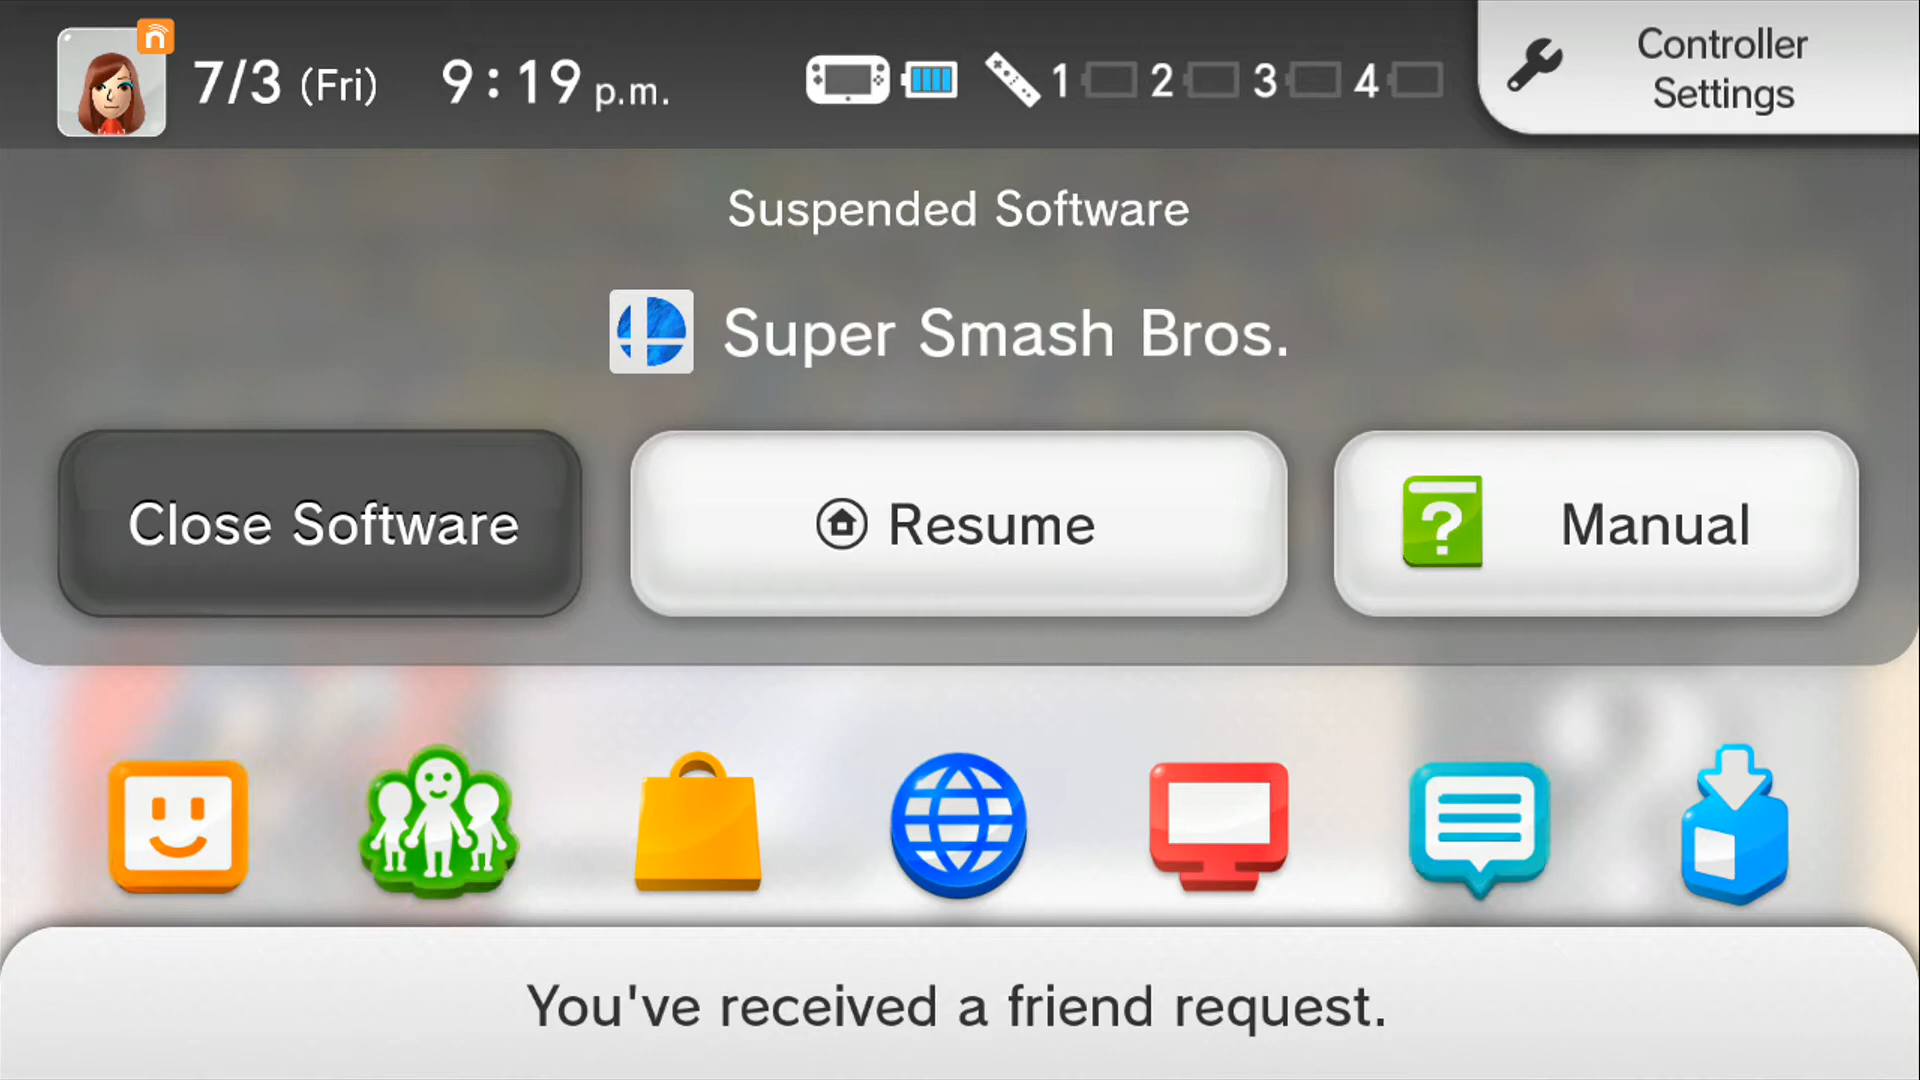 7/3 (Fri) 9:19 p.m. 1 2 3 4
Controller
Settings
Suspended Software
Super Smash Bros.
Close Software
Resume
? Manual
You've received a friend request.